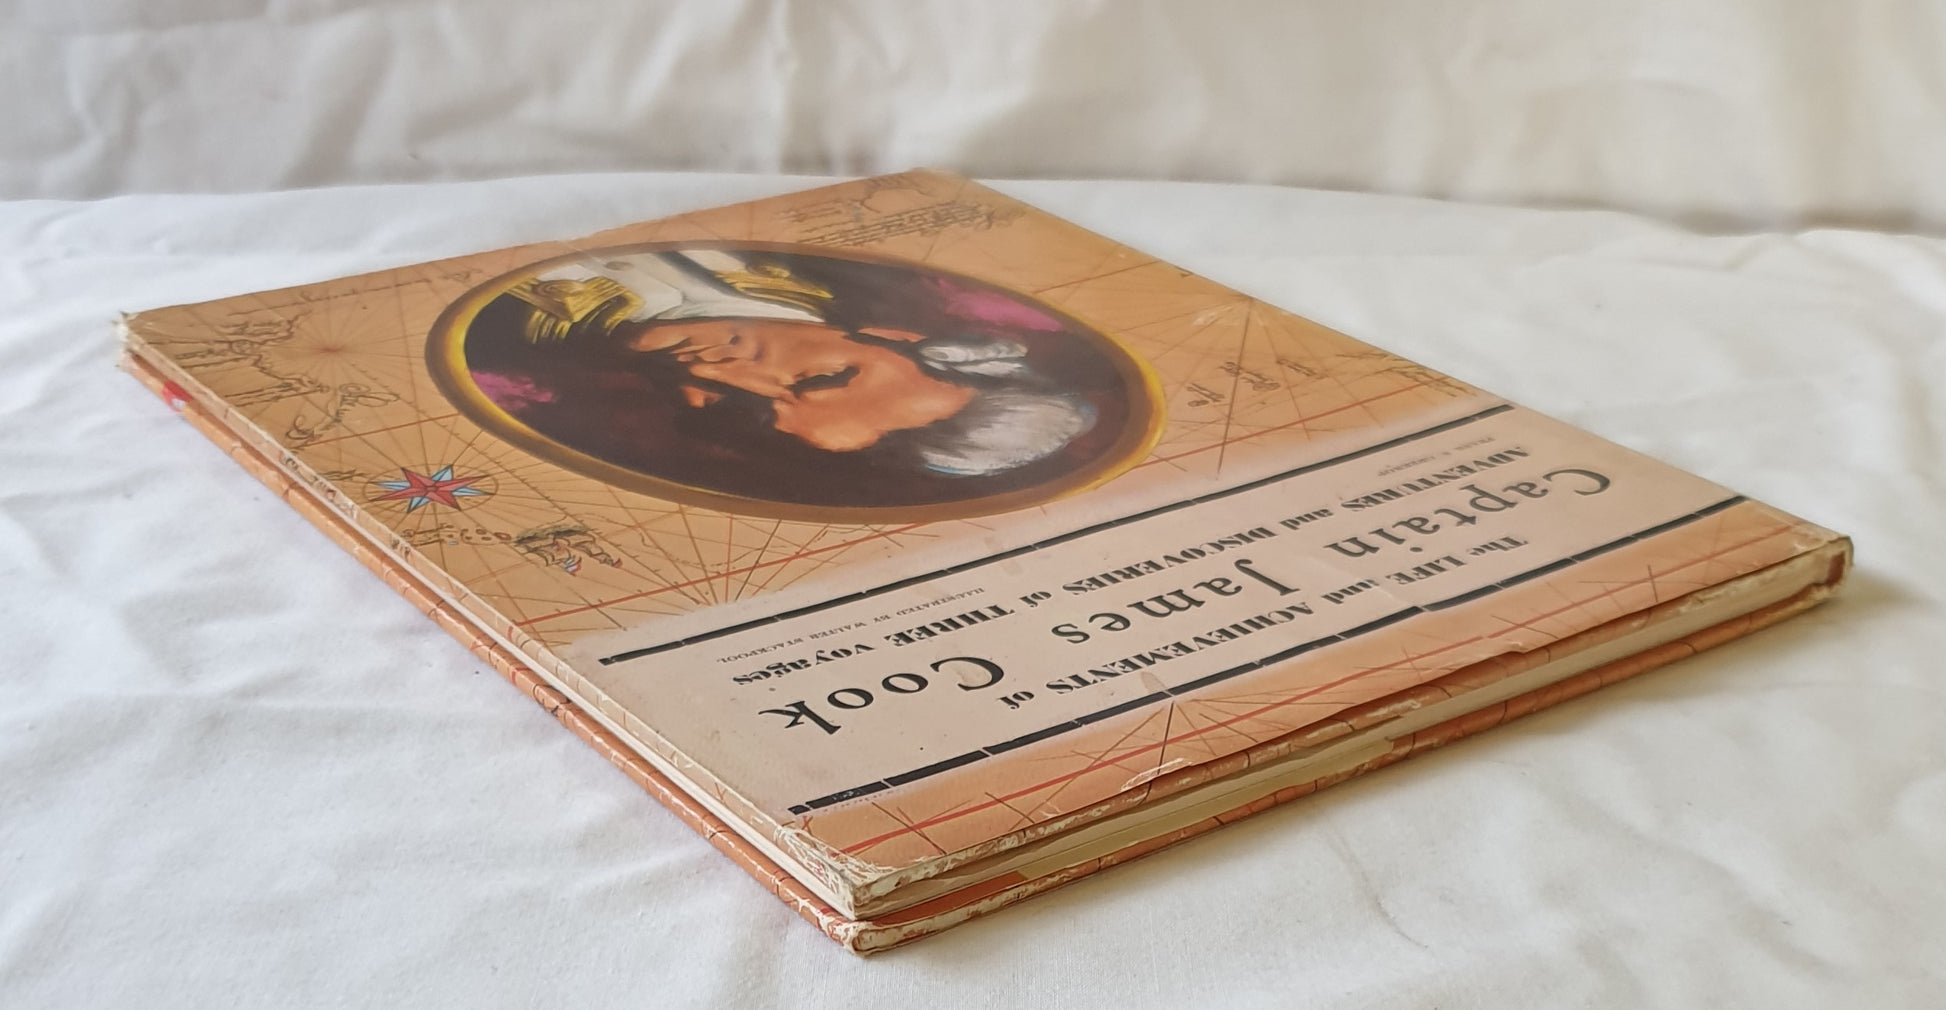 The LIFE and ACHIEVEMENTS of
Captain James Cook
ADVENTURES and DISCOVERIES of THREE Voyages
ILLUSTRATED BY WALTER STACKPOOL